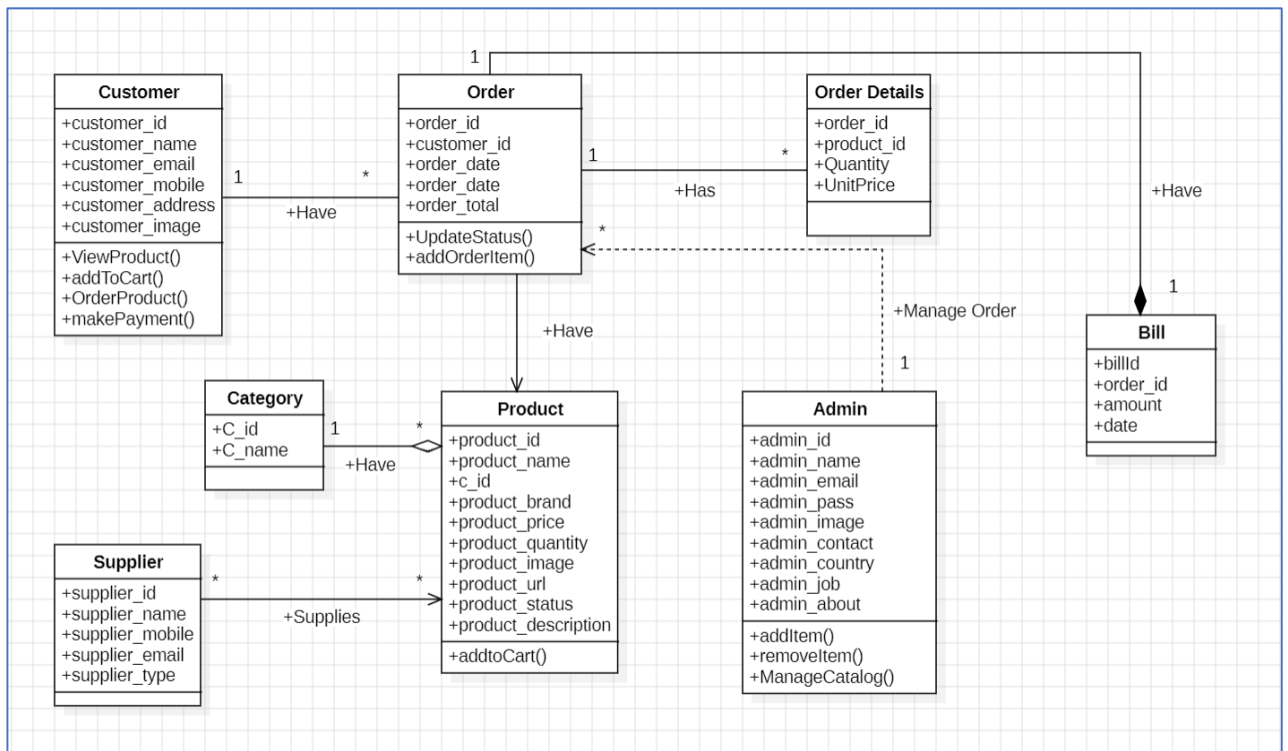 Customer
+customer_id
+customer_name
+customer_email
+customer_mobile
+customer_address
+customer_image
+ViewProduct()
+addToCart()
+OrderProduct()
+makePayment()
1
*
+Have
1
Order
+order_id
+customer_id
+order_date
+order_date
+order_total
+UpdateStatus()
+addOrderItem()
1
*
+Has
Order Details
+order_id
+product_id
+Quantity
+UnitPrice
+Have
1
*
+Manage Order
1
+Have
Bill
+billId
+order_id
+amount
+date
Category
+C_id
+C_name
1
*
+Have
Product
+product_id
+product_name
+c_id
+product_brand
+product_price
+product_quantity
+product_image
+product_url
+product_status
+product_description
+addtoCart()
Admin
+admin_id
+admin_name
+admin_email
+admin_pass
+admin_image
+admin_contact
+admin_country
+admin_job
+admin_about
+addItem()
+removeItem()
+ManageCatalog()
Supplier
+supplier_id
+supplier_name
+supplier_mobile
+supplier_email
+supplier_type
*
*
+Supplies